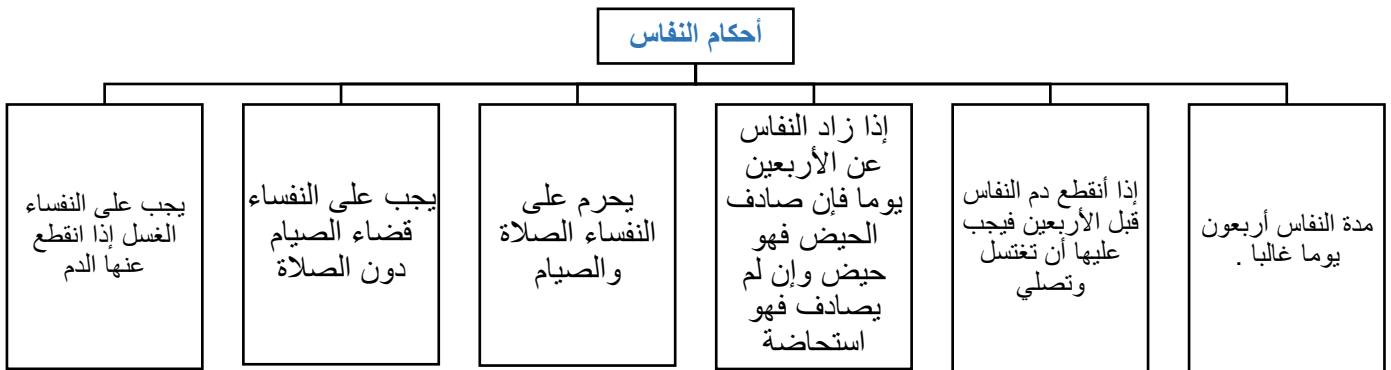 أحكام النفاس
مدة النفاس أربعون
يوما غالبا .
إذا أنقطع دم النفاس
قبل الأربعين فيجب
عليها أن تغتسل
وتصلي
إذا زاد النفاس
عن الأربعين
يوما فإن صادف
الحيض فهو
حيض وإن لم
يصادف فهو
استحاضة
يحرم على
النفساء الصلاة
والصيام
يجب على النفساء
قضاء الصيام
دون الصلاة
يجب على النفساء
الغسل إذا انقطع
عنها الدم